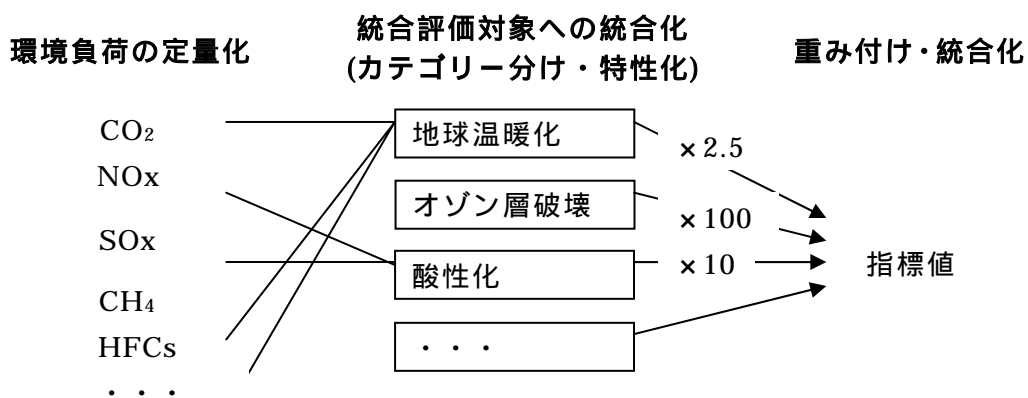 環境負荷の定量化
統合評価対象への統合化
(カテゴリー分け・特性化)
重み付け・統合化
CO₂
NOx
SOx
CH₄
HFCs
・・・
地球温暖化
オゾン層破壊
酸性化
・・・
×2.5
×100
×10
指標値